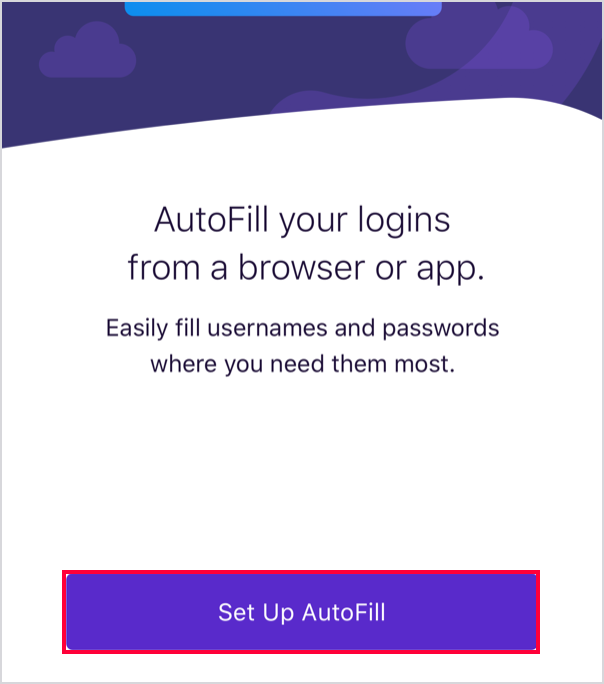 AutoFill your logins
from a browser or app.
Easily fill usernames and passwords
where you need them most.
Set Up AutoFill